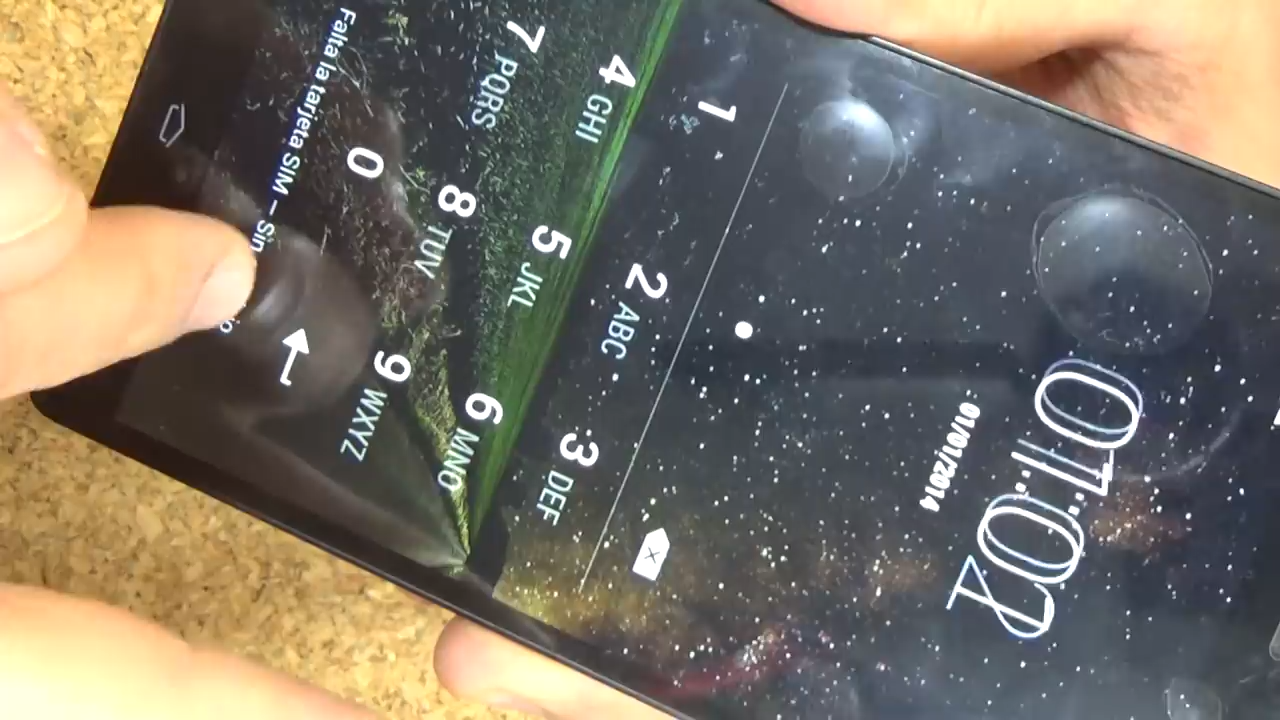 01:02
01/01/2014
1
2 ABC
3 DEF
4 GHI
5 JKL
6 MNO
7 PQRS
8 TUV
9 WXYZ
0
Falta la tarjeta SIM – Sin